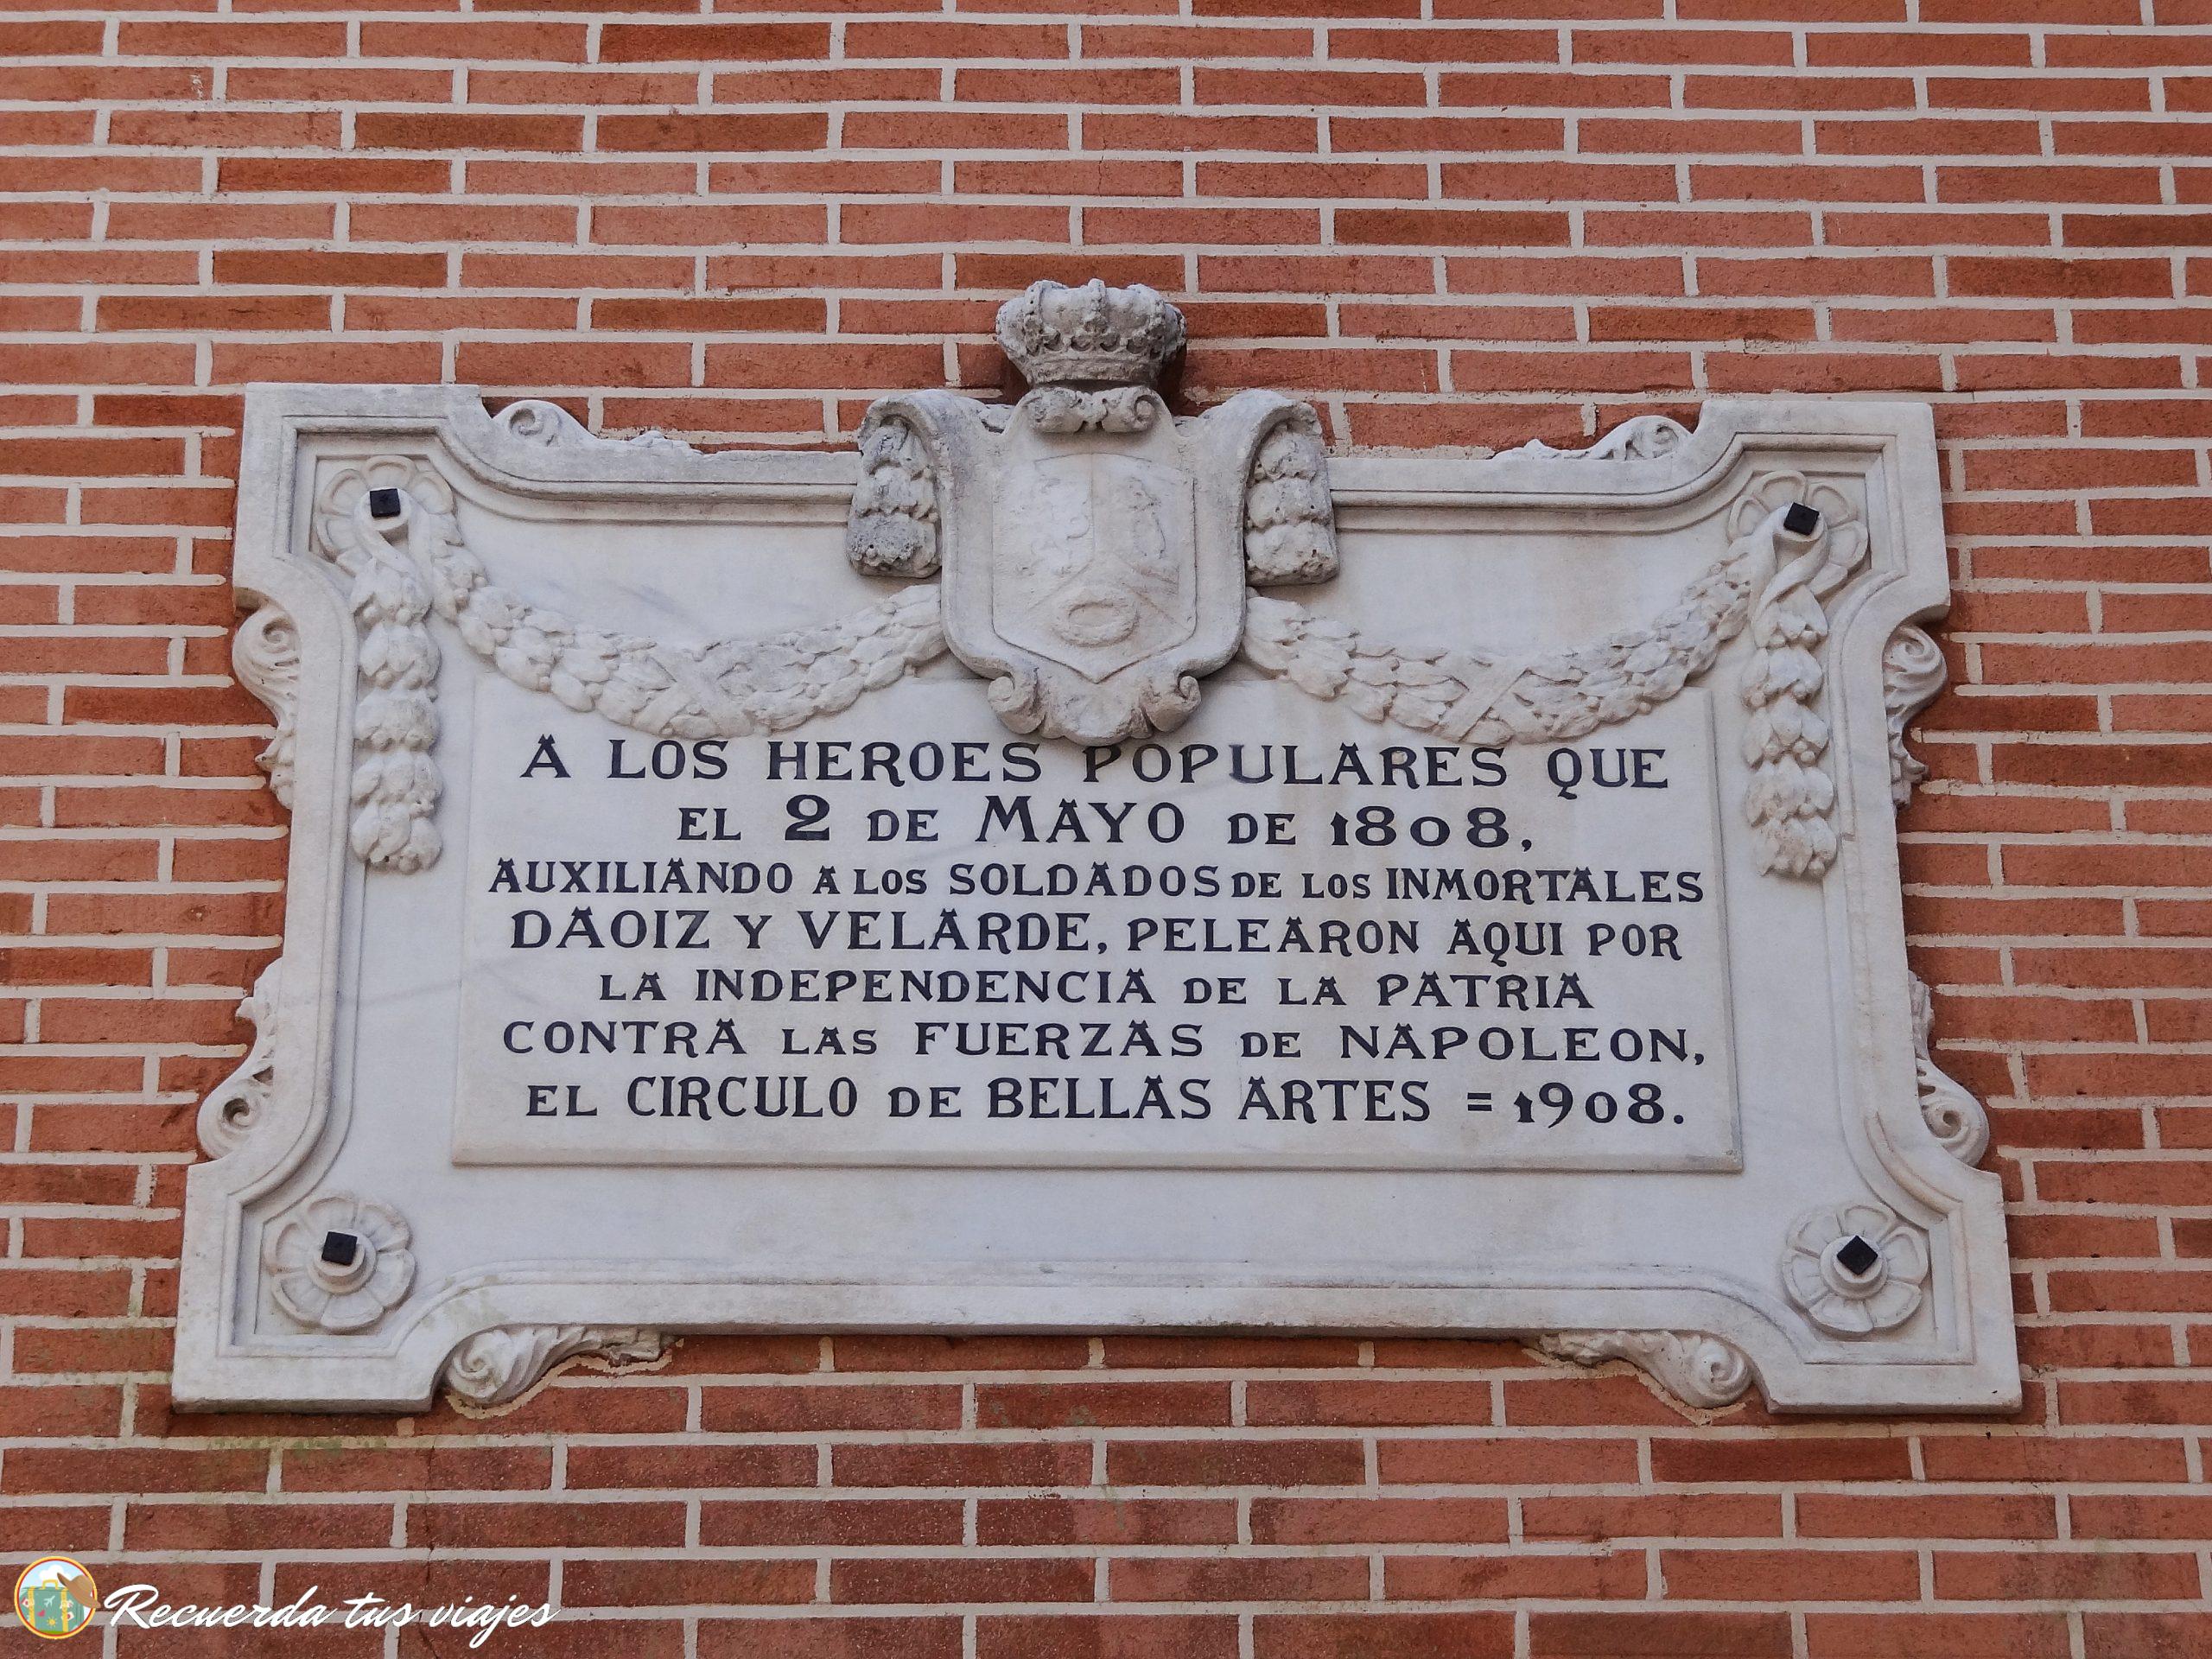 A LOS HEROES POPULARES QUE
EL 2 DE MAYO DE 1808,
AUXILIANDO A LOS SOLDADOS DE LOS INMORTALES
DAOIZ Y VELARDE, PELEARON AQUI POR
LA INDEPENDENCIA DE LA PATRIA
CONTRA LAS FUERZAS DE NAPOLEON,
EL CIRCULO DE BELLAS ARTES = 1908.
Recuerda tus viajes